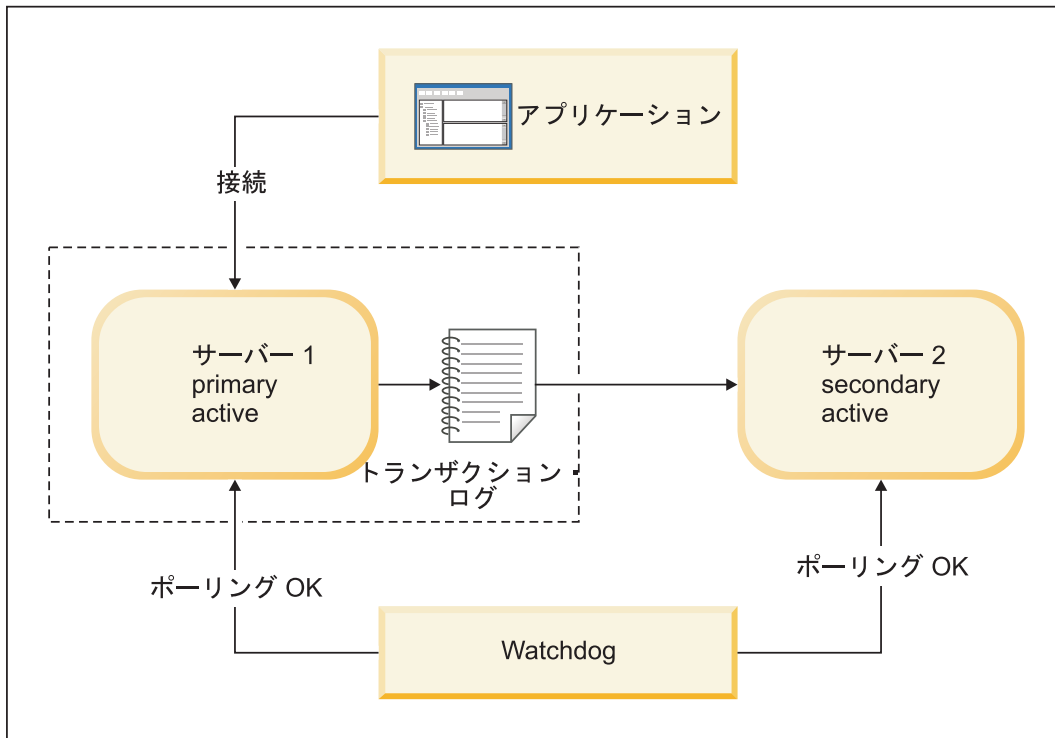 アプリケーション
接続
サーバー 1
primary
active
サーバー 2
secondary
active
トランザクション・
ログ
ポーリング OK
ポーリング OK
Watchdog